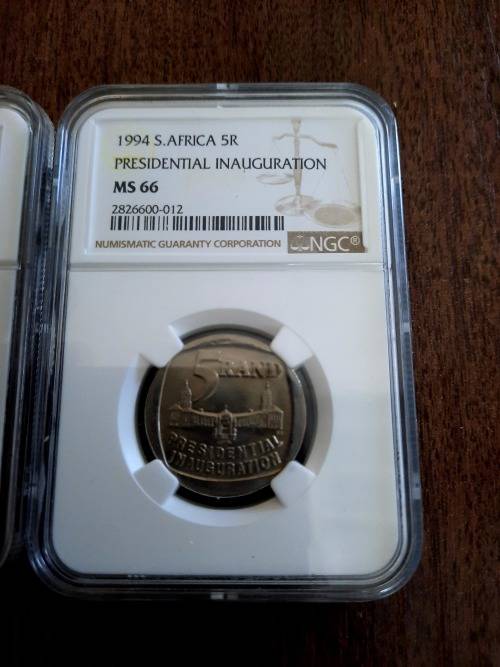 1994 S.AFRICA 5R
PRESIDENTIAL INAUGURATION
MS 66
2826600-012
NUMISMATIC GUARANTY CORPORATION
NGC®
5 RAND
PRESIDENTIAL
INAUGURATION